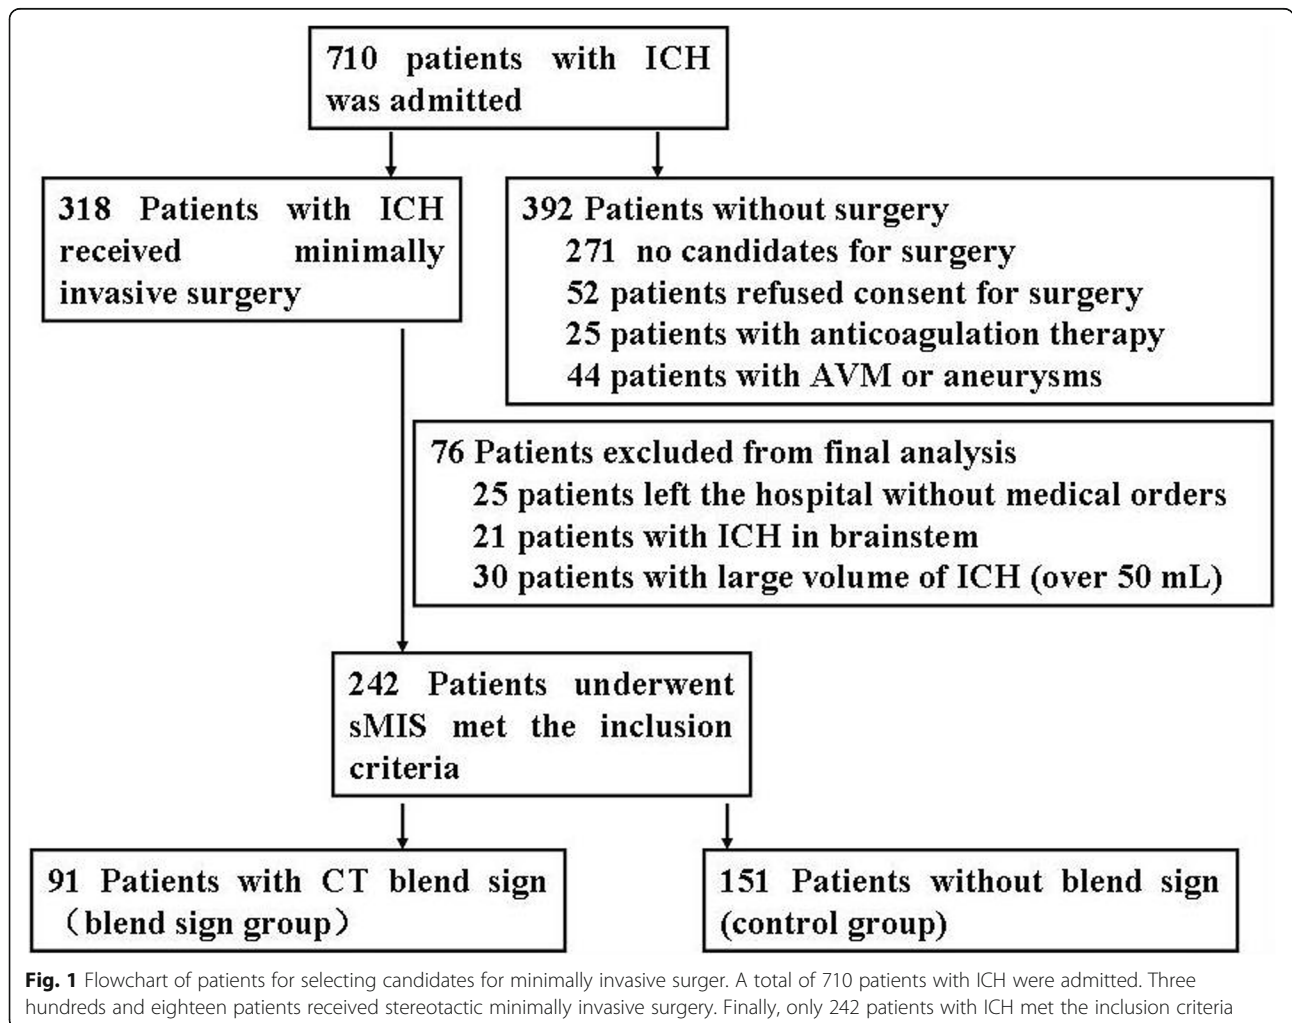 710 patients with ICH
was admitted
318 Patients with ICH
received minimally
invasive surgery
392 Patients without surgery
271 no candidates for surgery
52 patients refused consent for surgery
25 patients with anticoagulation therapy
44 patients with AVM or aneurysms
76 Patients excluded from final analysis
25 patients left the hospital without medical orders
21 patients with ICH in brainstem
30 patients with large volume of ICH (over 50 mL)
242 Patients underwent
sMIS met the inclusion
criteria
91 Patients with CT blend sign
（blend sign group）
151 Patients without blend sign
(control group)
Fig. 1 Flowchart of patients for selecting candidates for minimally invasive surger. A total of 710 patients with ICH were admitted. Three
hundreds and eighteen patients received stereotactic minimally invasive surgery. Finally, only 242 patients with ICH met the inclusion criteria